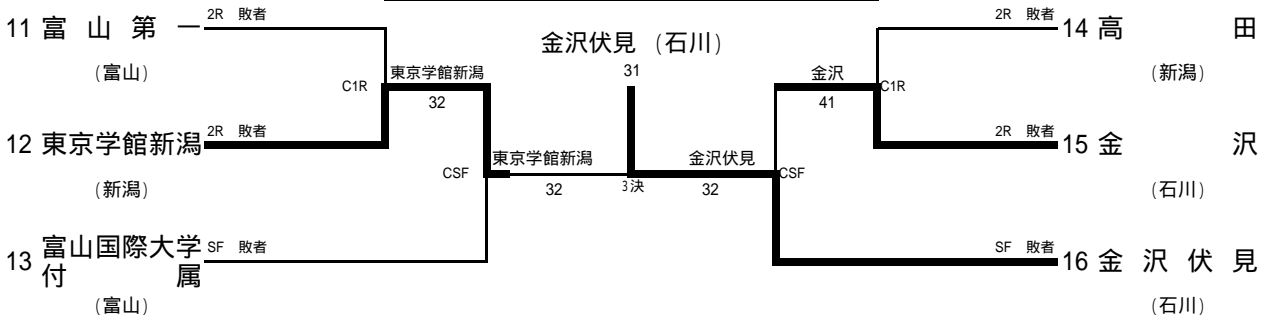 11 富山第一 2R 敗者
(富山)
金沢伏見 (石川)
31
2R 敗者 14 高田
(新潟)
C1R 東京学館新潟
32
金沢 C1R
41
12 東京学館新潟 2R 敗者
(新潟)
2R 敗者 15 金沢
(石川)
CSF 東京学館新潟
32
3決
金沢伏見 CSF
32
13 富山国際大学付属 SF 敗者
(富山)
SF 敗者 16 金沢伏見
(石川)